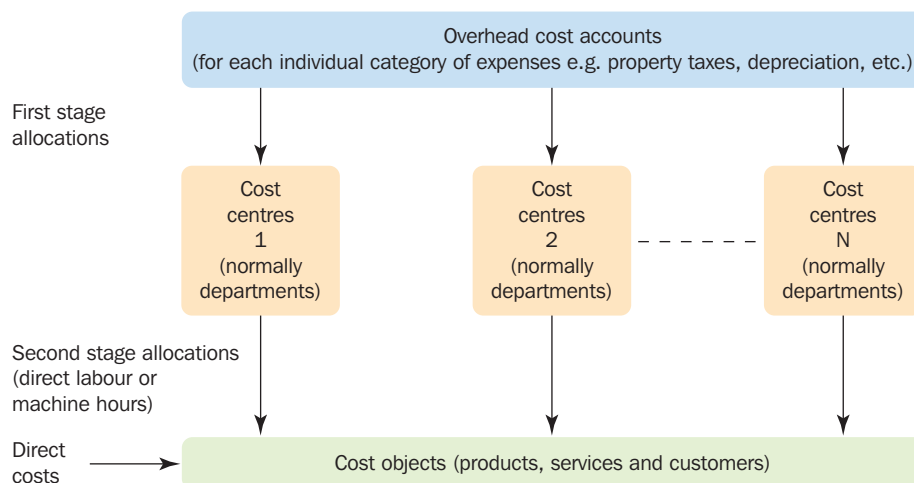 Overhead cost accounts
(for each individual category of expenses e.g. property taxes, depreciation, etc.)
First stage
allocations
Cost
centres
1
(normally
departments)
Cost
centres
2
(normally
departments)
Cost
centres
N
(normally
departments)
Second stage allocations
(direct labour or
machine hours)
Direct
costs
Cost objects (products, services and customers)